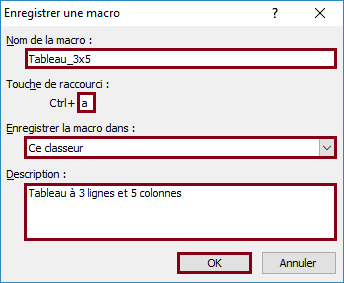 Enregistrer une macro ? ×
Nom de la macro :
Tableau_3x5
Touche de raccourci :
Ctrl+ a
Enregistrer la macro dans :
Ce classeur
Description :
Tableau à 3 lignes et 5 colonnes
OK Annuler